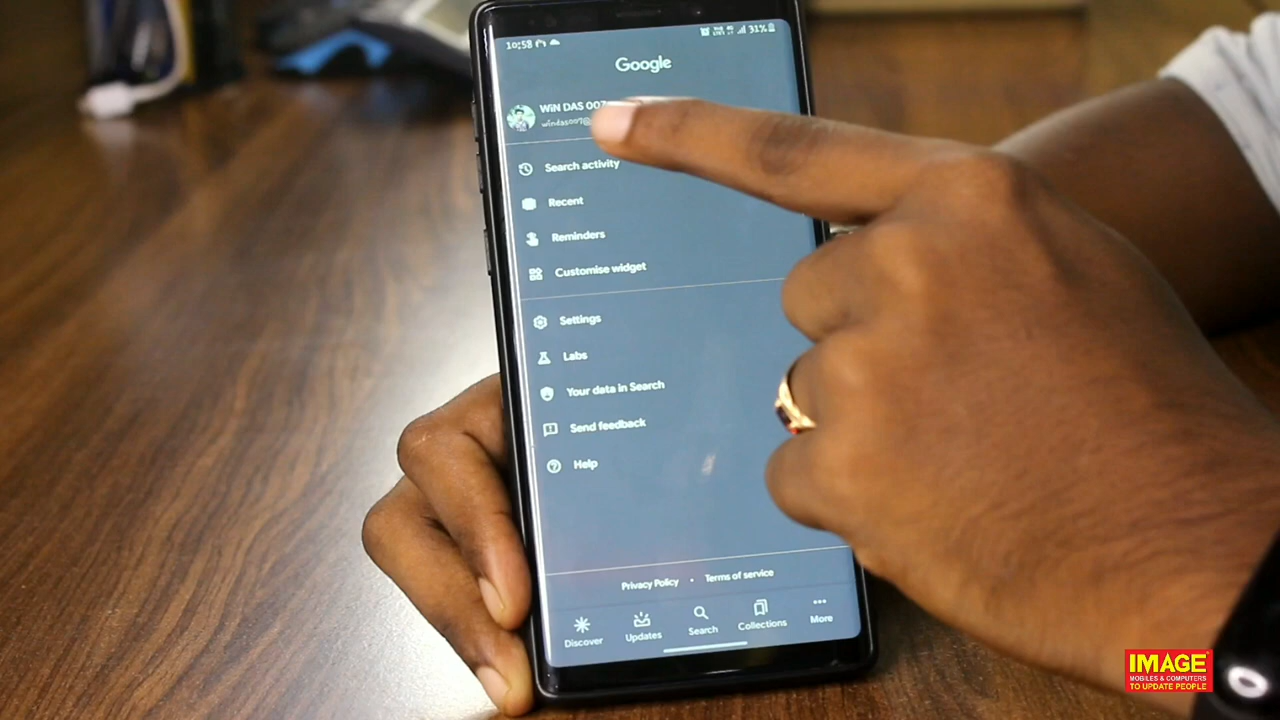 10:58
31%
Google
WiN DAS 007
windas007@
Search activity
Recent
Reminders
Customise widget
Settings
Labs
Your data in Search
Send feedback
Help
Privacy Policy • Terms of service
Discover Updates Search Collections More
IMAGE
MOBILES & COMPUTERS
TO UPDATE PEOPLE